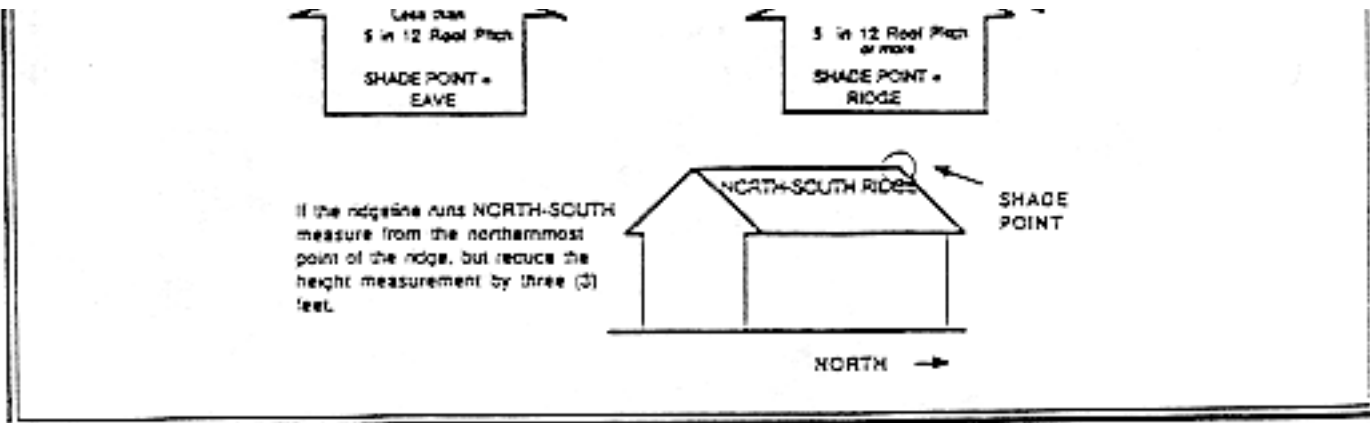 Less than
5 in 12 Roof Pitch
SHADE POINT =
EAVE
5 in 12 Roof Pitch
or more
SHADE POINT =
RIDGE
NORTH-SOUTH RIDGE
SHADE
POINT
If the ridgeline runs NORTH-SOUTH
measure from the northernmost
point of the ridge, but reduce the
height measurement by three (3)
feet.
NORTH